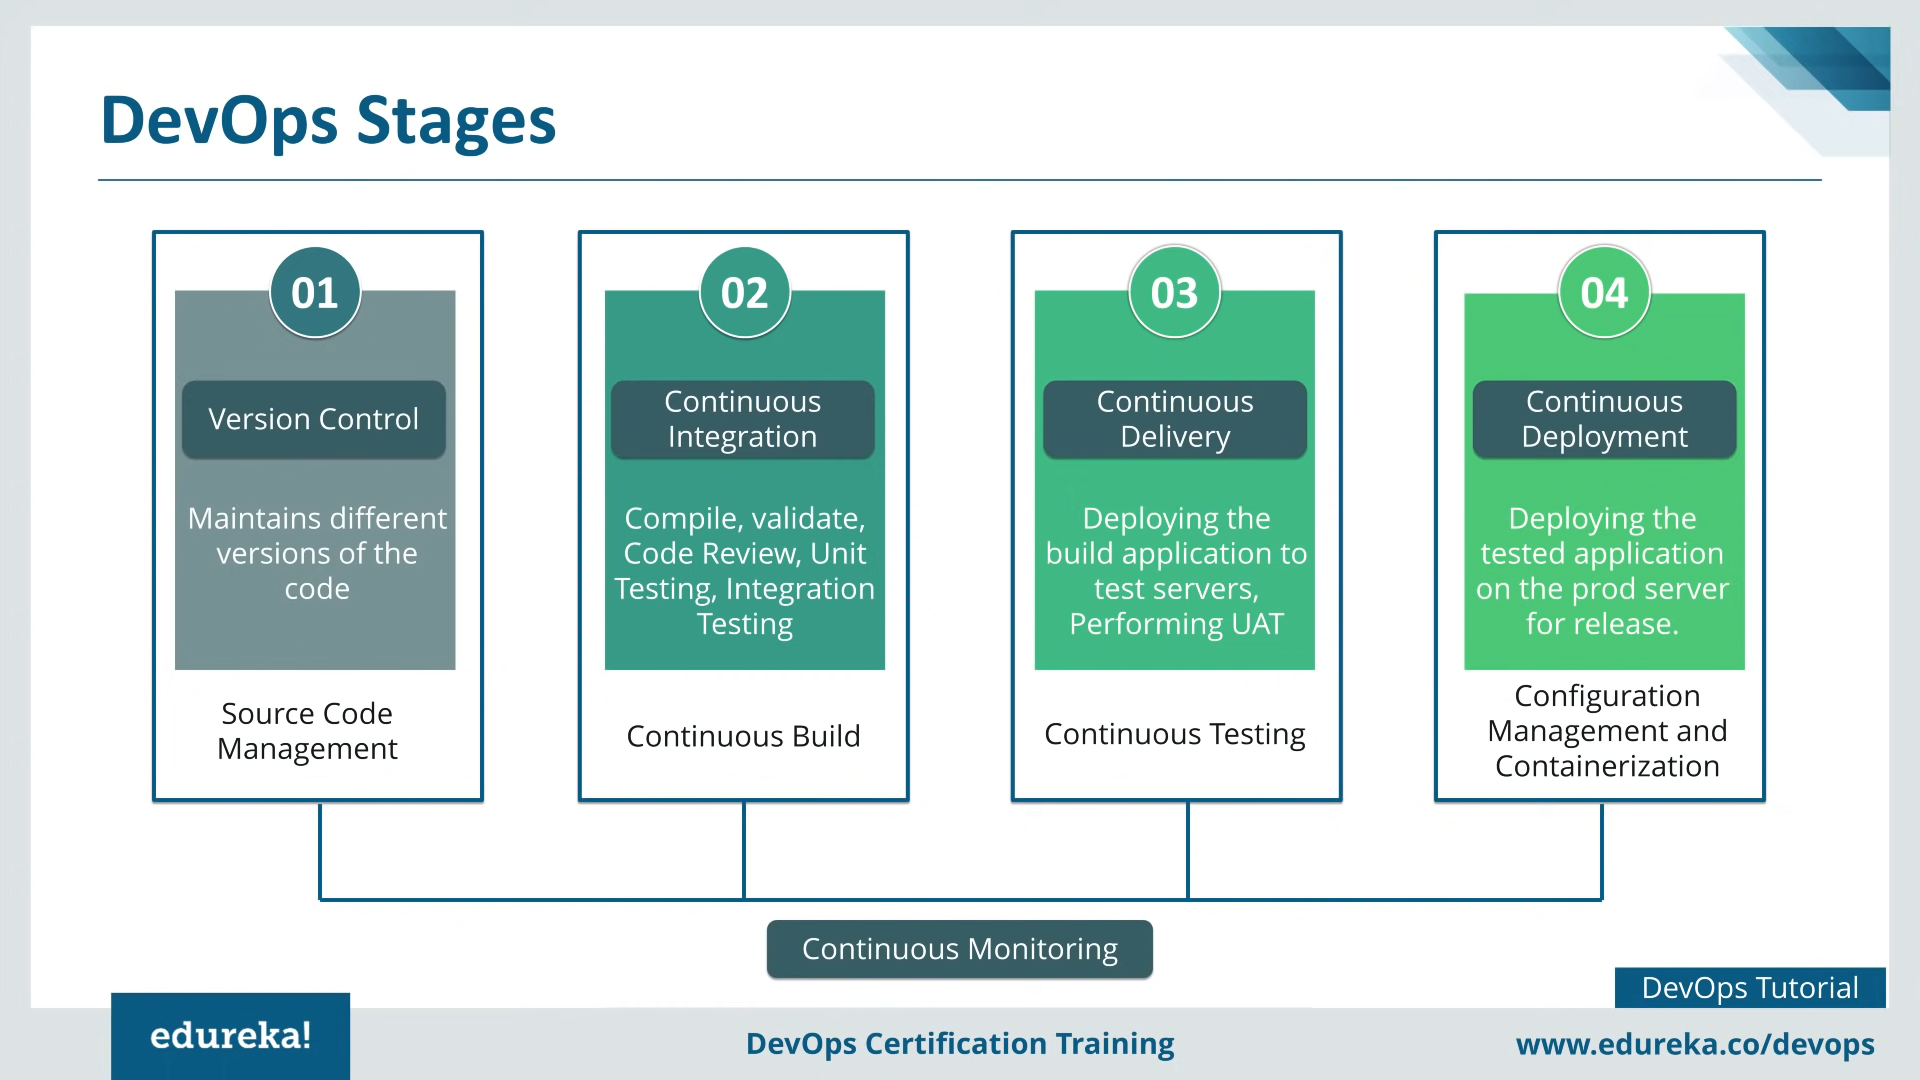 DevOps Stages
01
Version Control
Maintains different
versions of the
code
Source Code
Management
02
Continuous
Integration
Compile, validate,
Code Review, Unit
Testing, Integration
Testing
Continuous Build
03
Continuous
Delivery
Deploying the
build application to
test servers,
Performing UAT
Continuous Testing
04
Continuous
Deployment
Deploying the
tested application
on the prod server
for release.
Configuration
Management and
Containerization
Continuous Monitoring
DevOps Tutorial
edureka!
DevOps Certification Training
www.edureka.co/devops